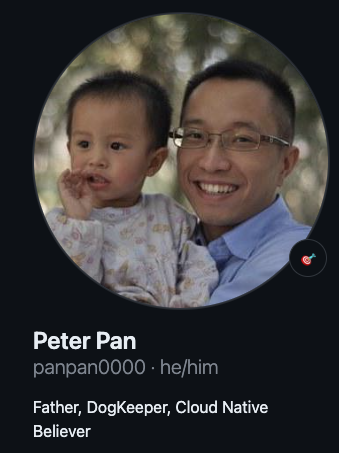 Peter Pan
panpan0000 · he/him
Father, DogKeeper, Cloud Native
Believer